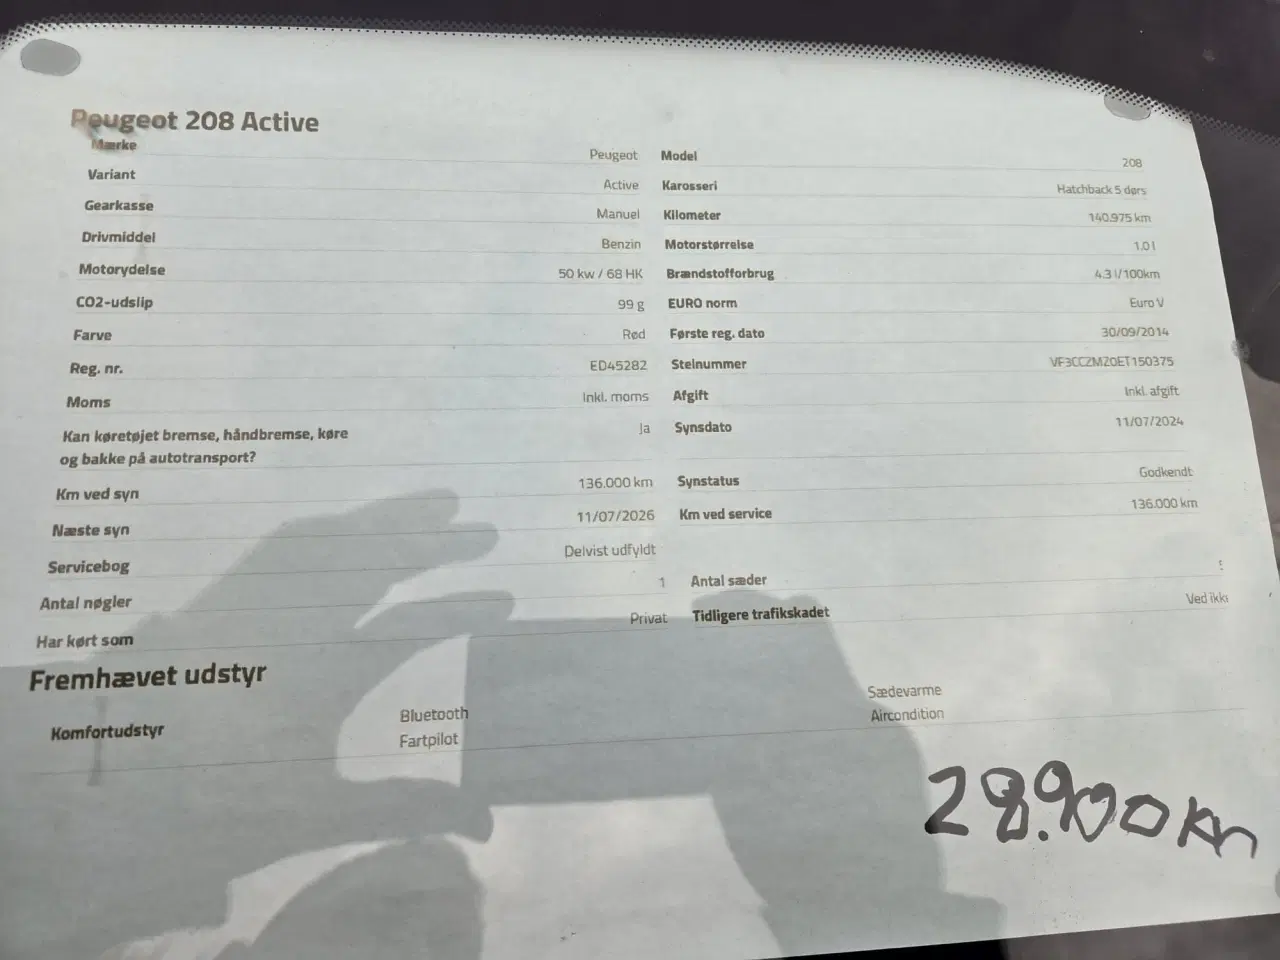 Peugeot 208 Active
Mærke Peugeot Model 208
Variant Active Karosseri Hatchback 5 dørs
Gearkasse Manuel Kilometer 140.975 km
Drivmiddel Benzin Motorstørrelse 1.0 l
Motorydelse 50 kw / 68 HK Brændstofforbrug 4.3 l/100km
CO2-udslip 99 g EURO norm Euro V
Farve Rød Første reg. dato 30/09/2014
Reg. nr. ED45282 Stelnummer VF3CCZMZ0ET150375
Moms Inkl. moms Afgift Inkl. afgift
Kan køretøjet bremse, håndbremse, køre Ja Synsdato 11/07/2024
og bakke på autotransport?
Km ved syn 136.000 km Synstatus Godkendt
Næste syn 11/07/2026 Km ved service 136.000 km
Servicebog Delvist udfyldt
Antal nøgler 1 Antal sæder
Har kørt som Privat Tidligere trafikskadet Ved
Fremhævet udstyr
Komfortudstyr Bluetooth Sædevarme
Fartpilot Aircondition
28.900 kr